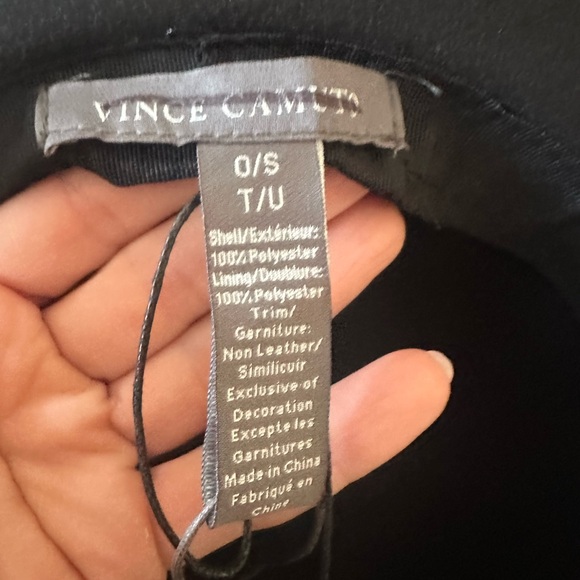 VINCE CAMUTO
O/S
T/U
Shell/Extérieur:
100% Polyester
Lining/Doublure:
100% Polyester
Trim/
Garniture:
Non Leather/
Similicuir
Exclusive of
Decoration
Excepte les
Garnitures
Made in China
Fabriqué en
Chine